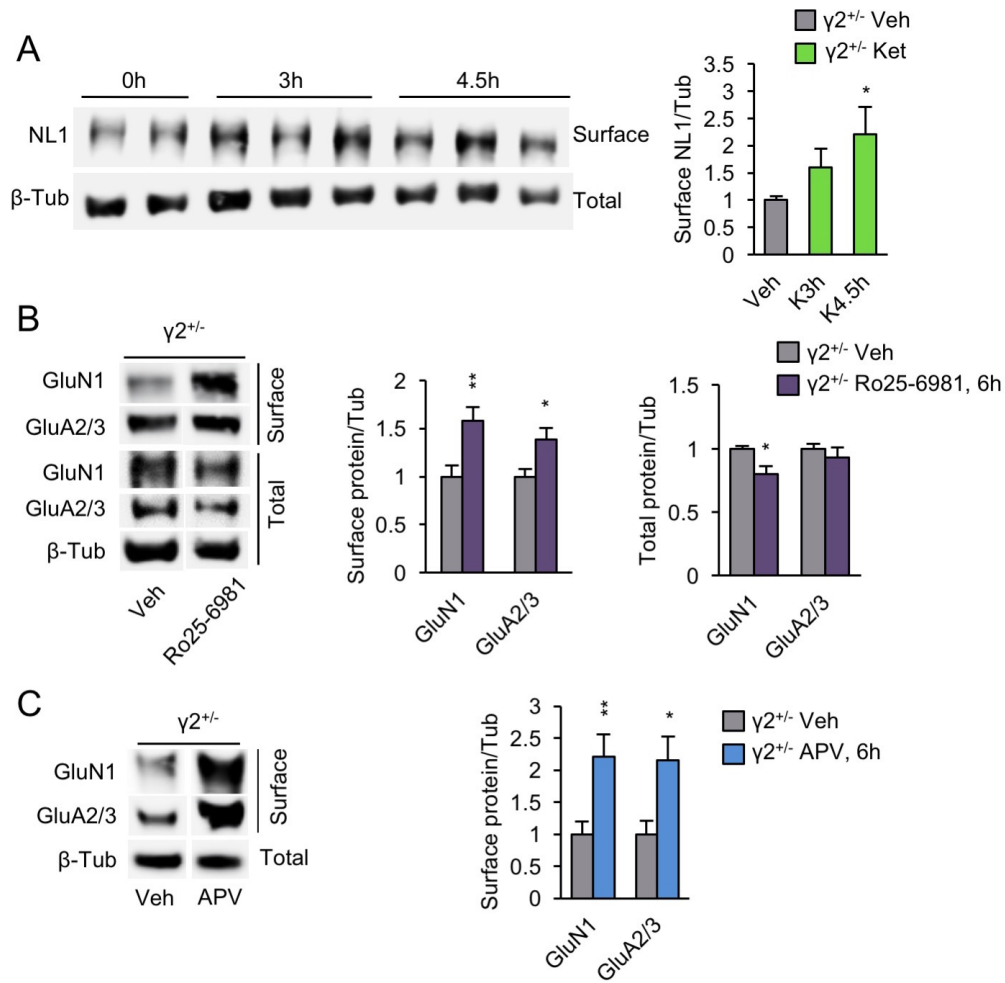 A
0h 3h 4.5h
NL1 Surface
β-Tub Total
γ2+/- Veh
γ2+/- Ket
Surface NL1/Tub
3.5
3
2.5
2
1.5
1
0.5
0
*
Veh K3h K4.5h
B
γ2+/-
GluN1
GluA2/3
Surface
GluN1
GluA2/3
β-Tub
Total
Veh Ro25-6981
Surface protein/Tub
2
1.5
1
0.5
0
** *
GluN1 GluA2/3
γ2+/- Veh
γ2+/- Ro25-6981, 6h
Total protein/Tub
1.5
1
0.5
0
*
GluN1 GluA2/3
C
γ2+/-
GluN1
GluA2/3
Surface
β-Tub Total
Veh APV
Surface protein/Tub
3
2.5
2
1.5
1
0.5
0
** *
GluN1 GluA2/3
γ2+/- Veh
γ2+/- APV, 6h